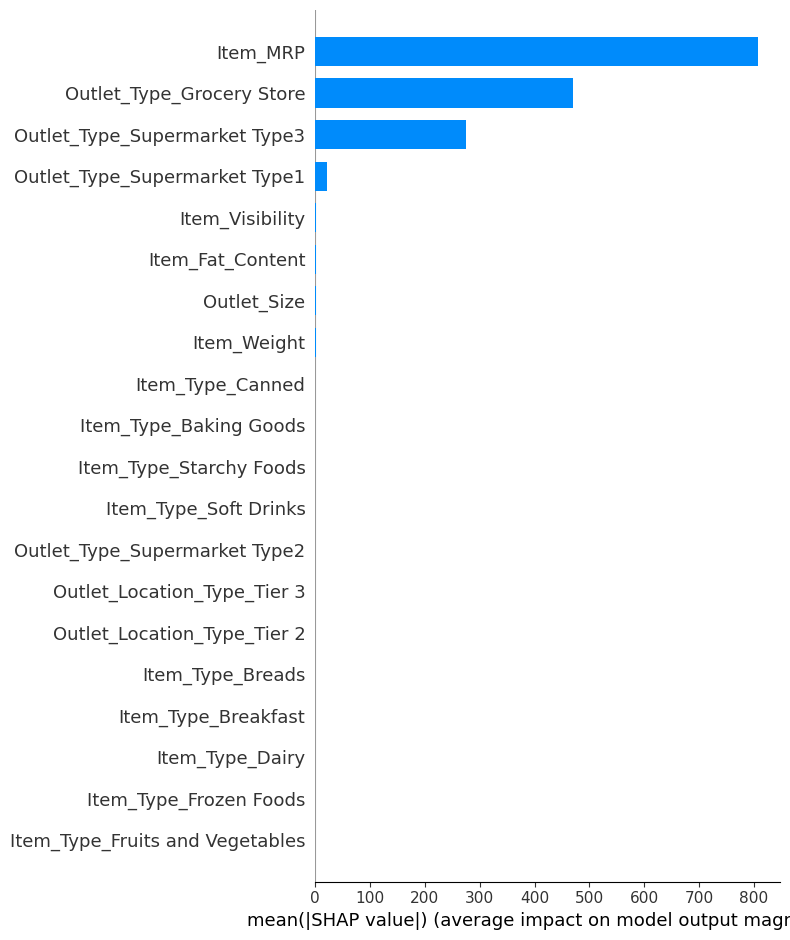 Item_MRP
Outlet_Type_Grocery Store
Outlet_Type_Supermarket Type3
Outlet_Type_Supermarket Type1
Item_Visibility
Item_Fat_Content
Outlet_Size
Item_Weight
Item_Type_Canned
Item_Type_Baking Goods
Item_Type_Starchy Foods
Item_Type_Soft Drinks
Outlet_Type_Supermarket Type2
Outlet_Location_Type_Tier 3
Outlet_Location_Type_Tier 2
Item_Type_Breads
Item_Type_Breakfast
Item_Type_Dairy
Item_Type_Frozen Foods
Item_Type_Fruits and Vegetables
0 100 200 300 400 500 600 700 800
mean(|SHAP value|) (average impact on model output magn